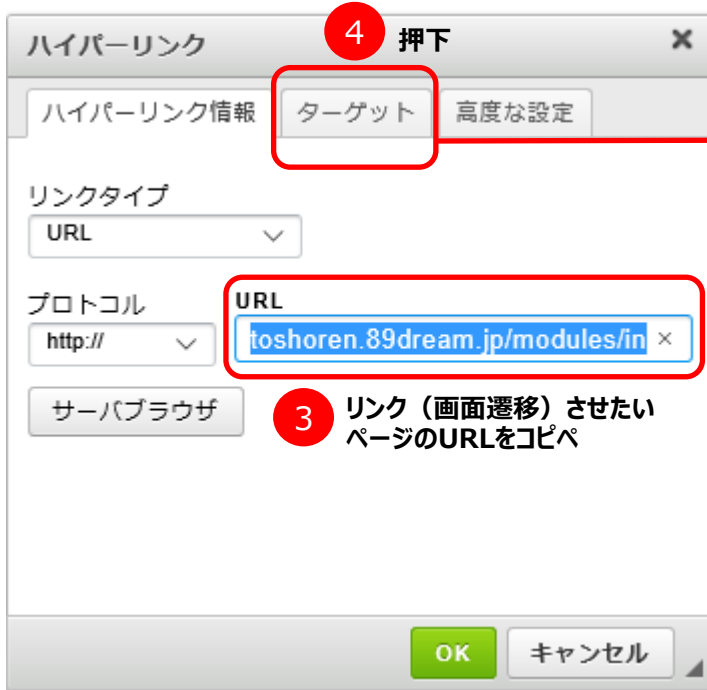 ハイパーリンク
4 押下
×
ハイパーリンク情報 ターゲット 高度な設定
リンクタイプ
URL
プロトコル URL
http:// toshoren.89dream.jp/modules/in ×
サーバブラウザ
3 リンク（画面遷移）させたい
ページのURLをコピペ
OK キャンセル